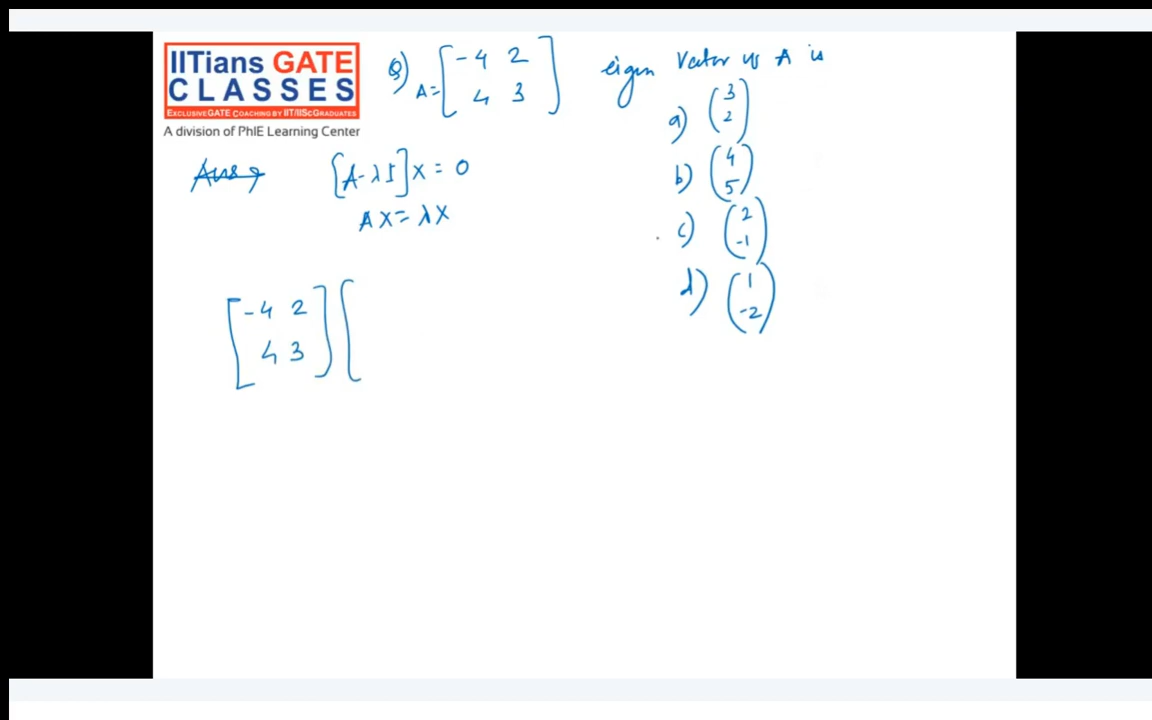 IITians GATE
CLASSES
EXCLUSIVE GATE COACHING BY IIT/IISc GRADUATES
A division of PhIE Learning Center
Q) A = [ -4 2
4 3 ]
eigen Vector of A is
a) ( 3
2 )
b) ( 4
5 )
c) ( 2
-1 )
d) ( 1
-2 )
Ans →
[A-λI]X = 0
AX = λX
[ -4 2
4 3 ] [